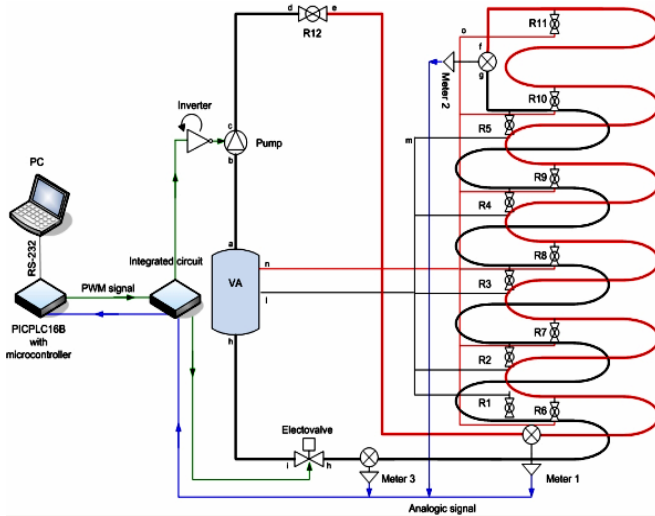 d
e
R12
o
R11
f
g
Meter 2
R10
Inverter
c
Pump
b
R5
m
PC
R9
R4
RS-232
Integrated circuit
a
n
VA
l
R8
R3
PWM signal
PICPLC16B
with
microcontroller
h
R7
R2
R1
R6
Electovalve
i
h
Meter 3
Meter 1
Analogic signal